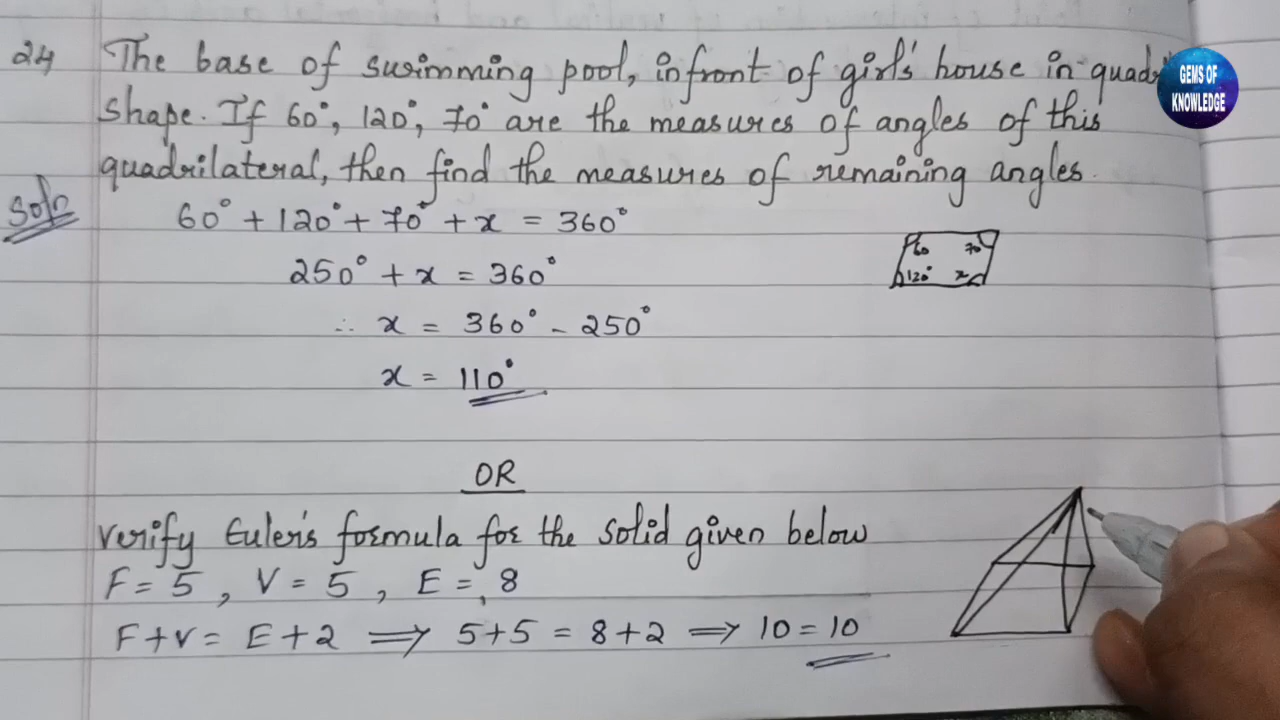 24 The base of swimming pool, infront of girl's house in quadri
GEMS OF
KNOWLEDGE
shape. If 60°, 120°, 70° are the measures of angles of this
quadrilateral, then find the measures of remaining angles.
Soln 60° + 120° + 70° + x = 360°
250° + x = 360°
∴ x = 360° - 250°
x = 110°
60 70°
120° x
OR
Verify Euler's formula for the solid given below
F = 5, V = 5, E = 8
F+V = E+2 ⟹ 5+5 = 8+2 ⟹ 10 = 10